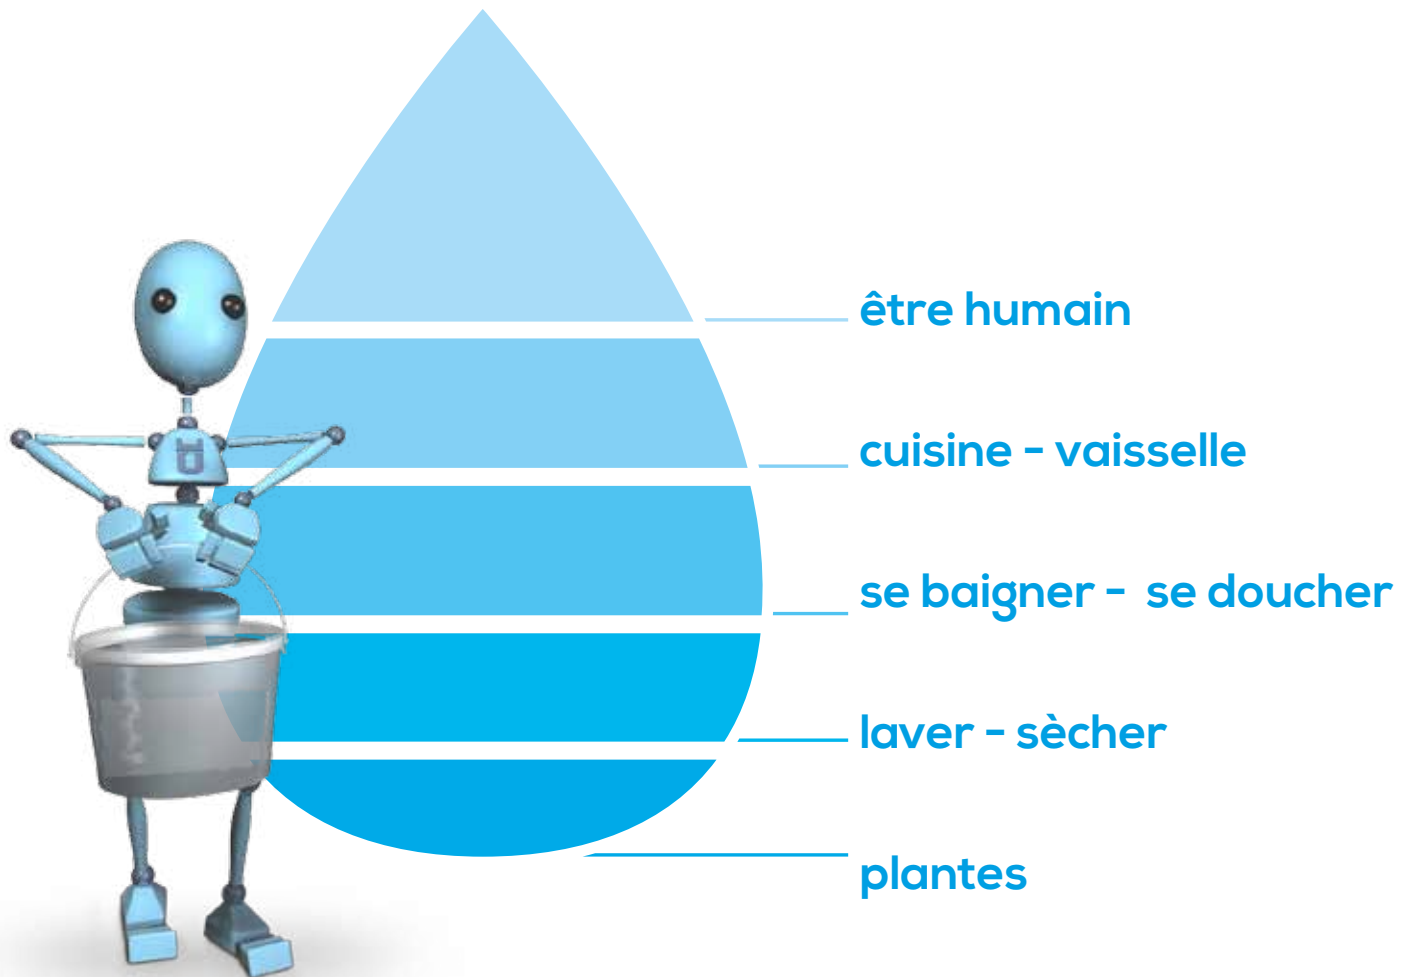 être humain
cuisine - vaisselle
se baigner - se doucher
laver - sècher
plantes